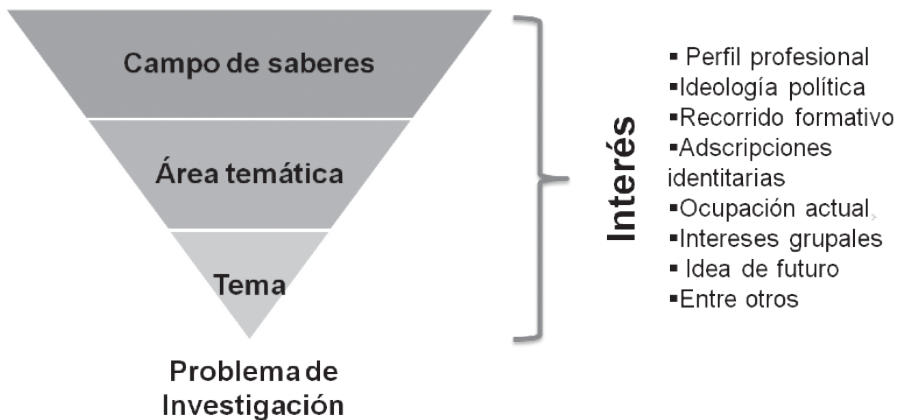 Campo de saberes
Área temática
Tema
Problema de
Investigación
Interés
▪ Perfil profesional
▪Ideología política
▪Recorrido formativo
▪Adscripciones
identitarias
▪Ocupación actual
▪Intereses grupales
▪ Idea de futuro
▪Entre otros